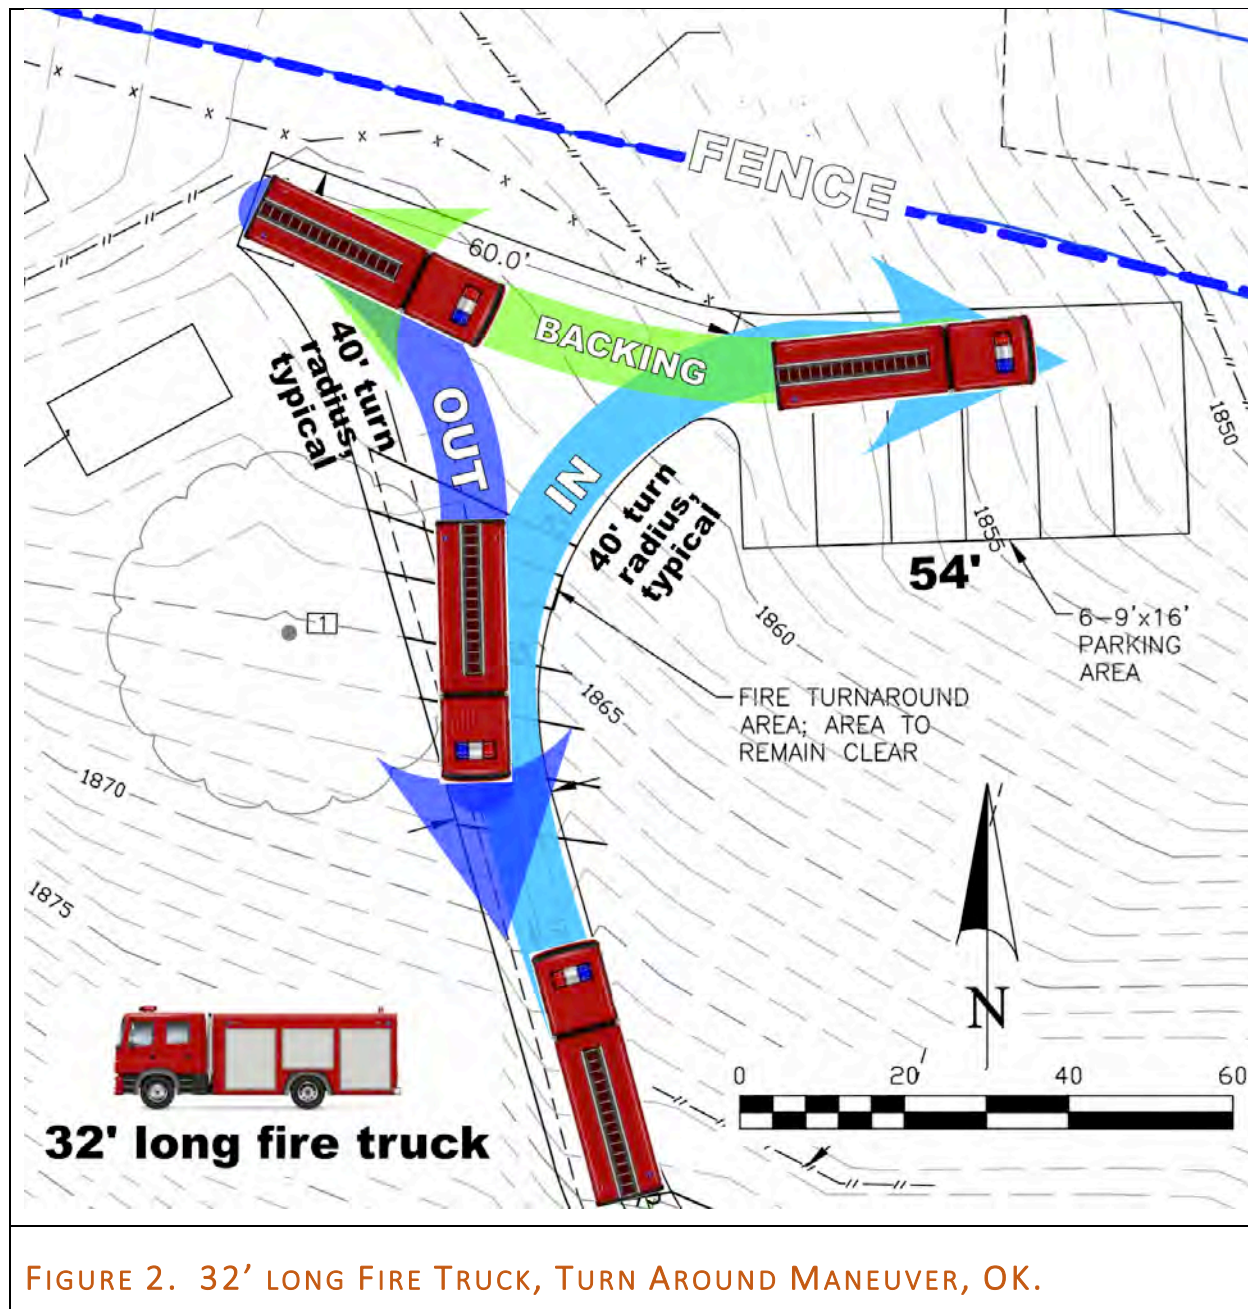 FENCE
60.0'
BACKING
40' turn
radius,
typical
OUT
IN
40' turn
radius,
typical
1850
1855
54'
6-9'x16'
PARKING
AREA
1
1860
1865
FIRE TURNAROUND
AREA; AREA TO
REMAIN CLEAR
1870
1875
N
0 20' 40 60
32' long fire truck
FIGURE 2. 32' LONG FIRE TRUCK, TURN AROUND MANEUVER, OK.